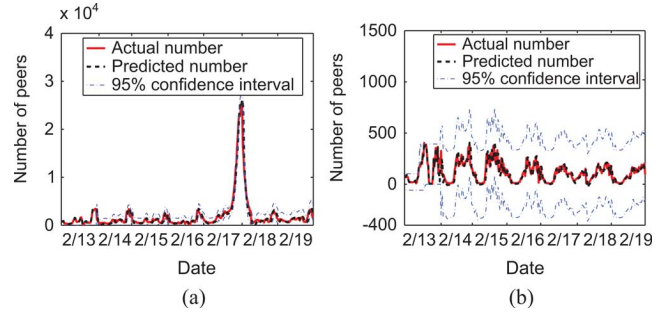 × 10⁴
4
3
2
1
0
Number of peers
Actual number
Predicted number
95% confidence interval
2/13 2/14 2/15 2/16 2/17 2/18 2/19
Date
(a)
1500
1000
500
0
-400
Number of peers
Actual number
Predicted number
95% confidence interval
2/13 2/14 2/15 2/16 2/17 2/18 2/19
Date
(b)